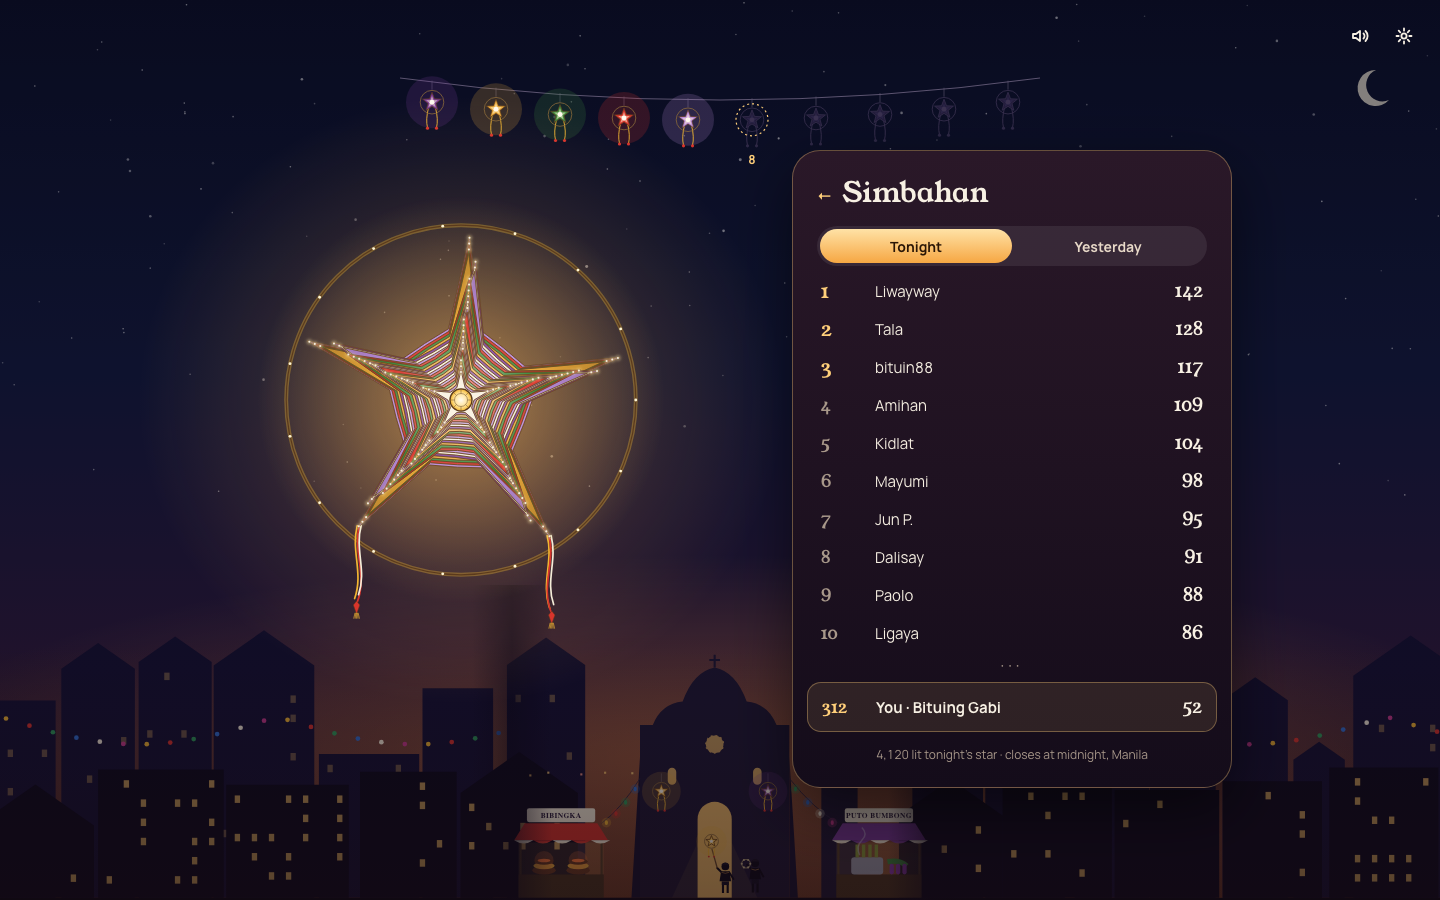 8
← Simbahan
Tonight Yesterday
1 Liwayway 142
2 Tala 128
3 bituin88 117
4 Amihan 109
5 Kidlat 104
6 Mayumi 98
7 Jun P. 95
8 Dalisay 91
9 Paolo 88
10 Ligaya 86
...
312 You · Bituing Gabi 52
4,120 lit tonight's star · closes at midnight, Manila
BIBINGKA
PUTO BUMBONG